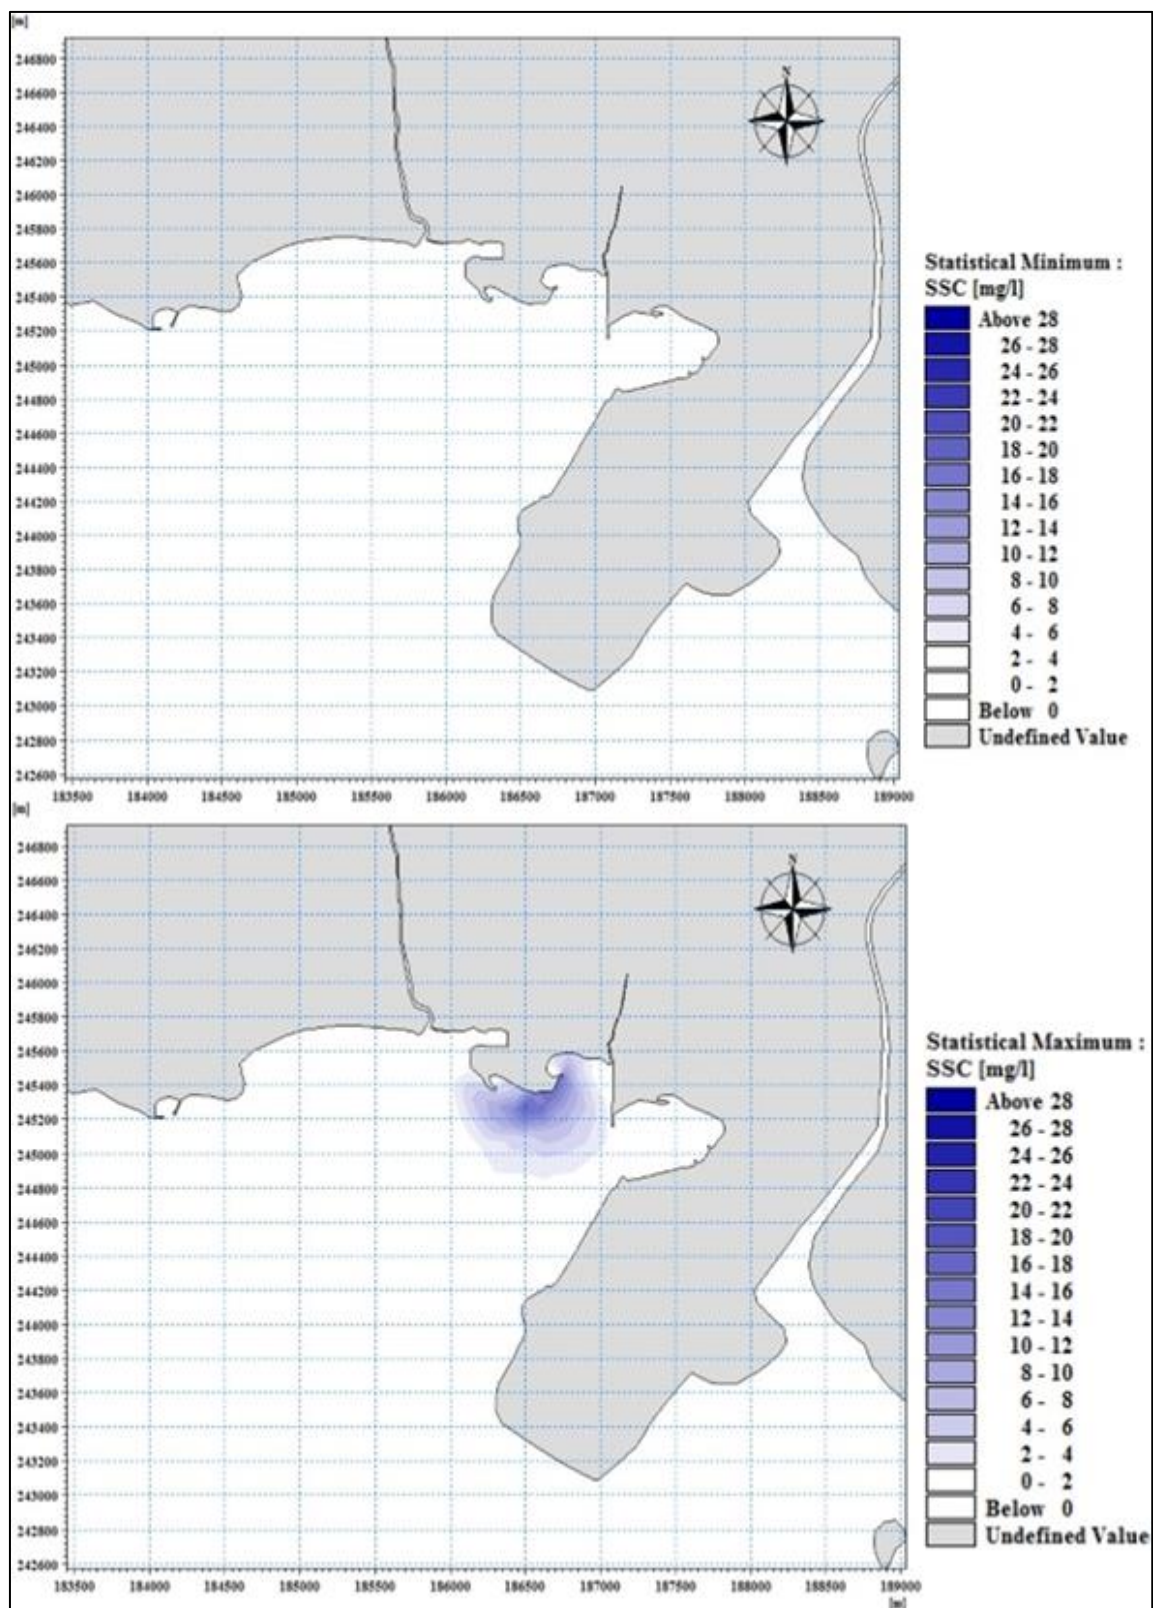 [m]
246800
246600
246400
246200
246000
245800
245600
245400
245200
245000
244800
244600
244400
244200
244000
243800
243600
243400
243200
243000
242800
242600
183500 184000 184500 185000 185500 186000 186500 187000 187500 188000 188500 189000
N
Statistical Minimum :
SSC [mg/l]
Above 28
26 - 28
24 - 26
22 - 24
20 - 22
18 - 20
16 - 18
14 - 16
12 - 14
10 - 12
8 - 10
6 - 8
4 - 6
2 - 4
0 - 2
Below 0
Undefined Value
[m]
246800
246600
246400
246200
246000
245800
245600
245400
245200
245000
244800
244600
244400
244200
244000
243800
243600
243400
243200
243000
242800
242600
183500 184000 184500 185000 185500 186000 186500 187000 187500 188000 188500 189000
[m]
N
Statistical Maximum :
SSC [mg/l]
Above 28
26 - 28
24 - 26
22 - 24
20 - 22
18 - 20
16 - 18
14 - 16
12 - 14
10 - 12
8 - 10
6 - 8
4 - 6
2 - 4
0 - 2
Below 0
Undefined Value